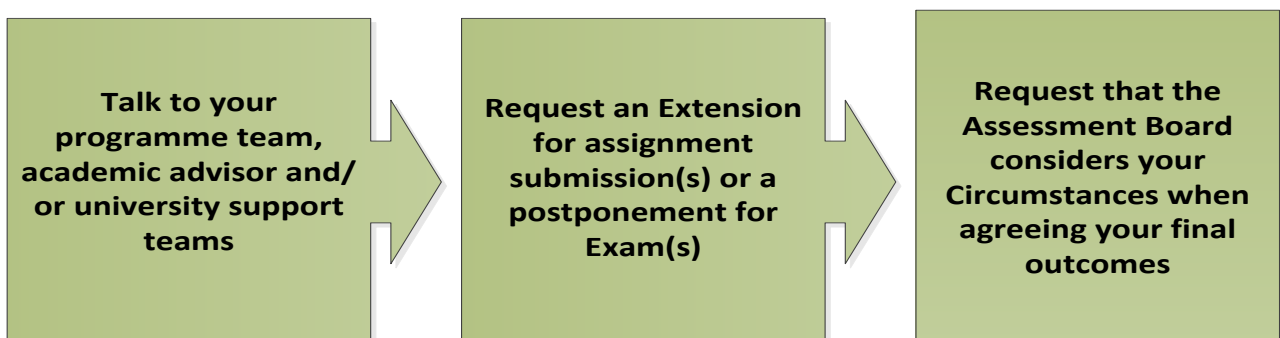 Talk to your
programme team,
academic advisor and/
or university support
teams
Request an Extension
for assignment
submission(s) or a
postponement for
Exam(s)
Request that the
Assessment Board
considers your
Circumstances when
agreeing your final
outcomes